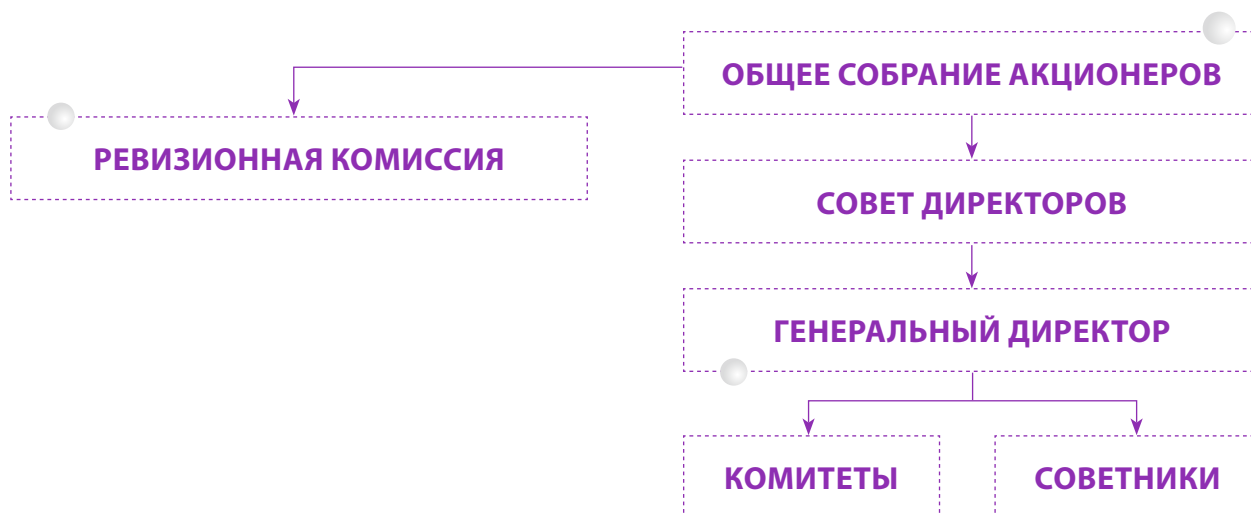 ОБЩЕЕ СОБРАНИЕ АКЦИОНЕРОВ
РЕВИЗИОННАЯ КОМИССИЯ
СОВЕТ ДИРЕКТОРОВ
ГЕНЕРАЛЬНЫЙ ДИРЕКТОР
КОМИТЕТЫ
СОВЕТНИКИ